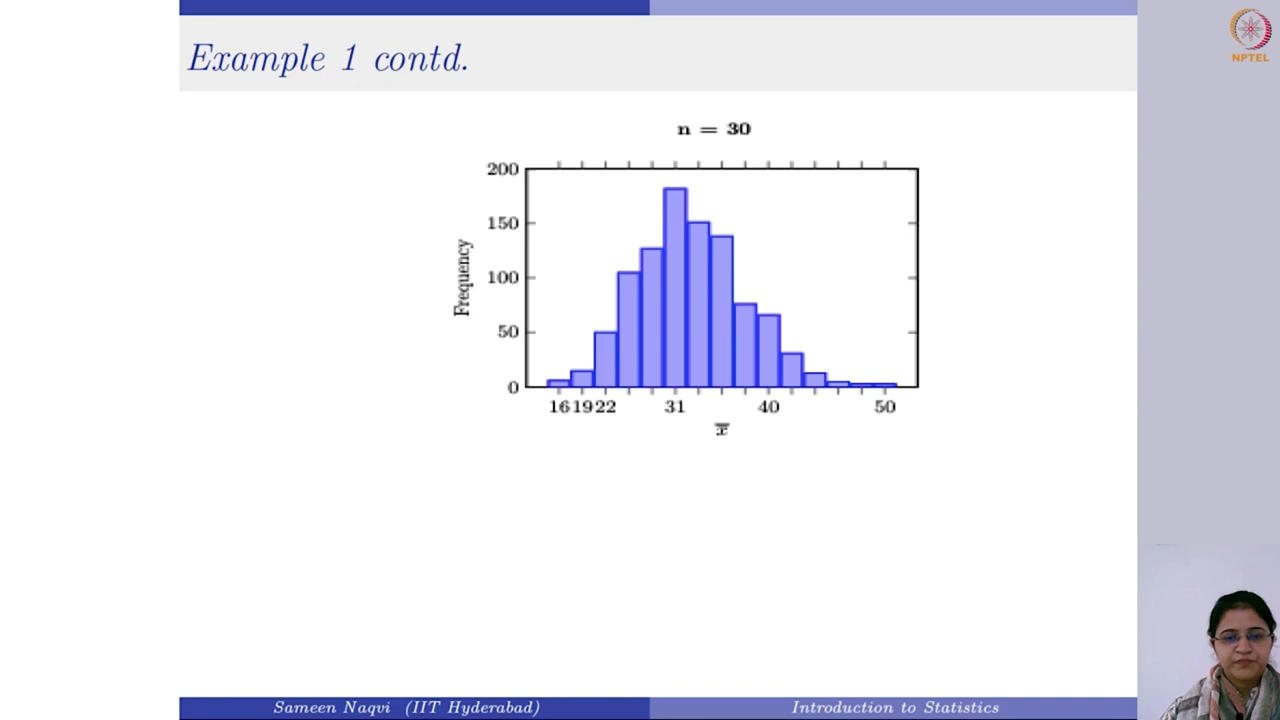 Example 1 contd.
NPTEL
n = 30
200
150
100
50
0
Frequency
16 19 22 31 40 50
x̅
Sameen Naqvi (IIT Hyderabad) Introduction to Statistics